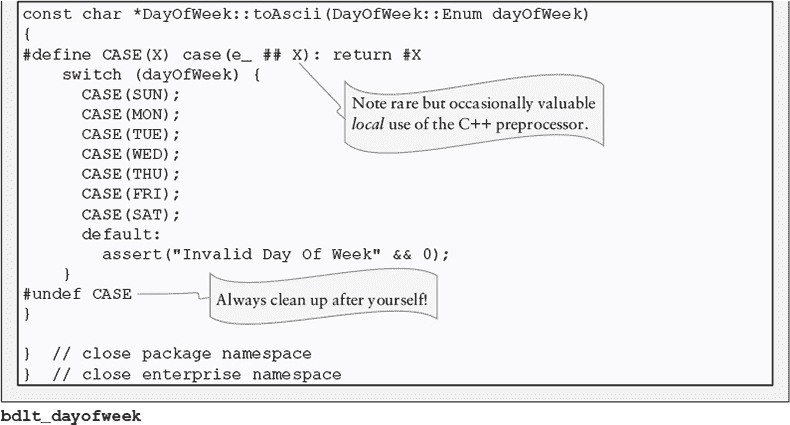 const char *DayOfWeek::toAscii(DayOfWeek::Enum dayOfWeek)
{
#define CASE(X) case(e_ ## X): return #X
    switch (dayOfWeek) {
      CASE(SUN);
      CASE(MON);
      CASE(TUE);
      CASE(WED);
      CASE(THU);
      CASE(FRI);
      CASE(SAT);
      default:
        assert("Invalid Day Of Week" && 0);
    }
#undef CASE
}
Note rare but occasionally valuable
local use of the C++ preprocessor.
Always clean up after yourself!
}  // close package namespace
}  // close enterprise namespace
bdlt_dayofweek